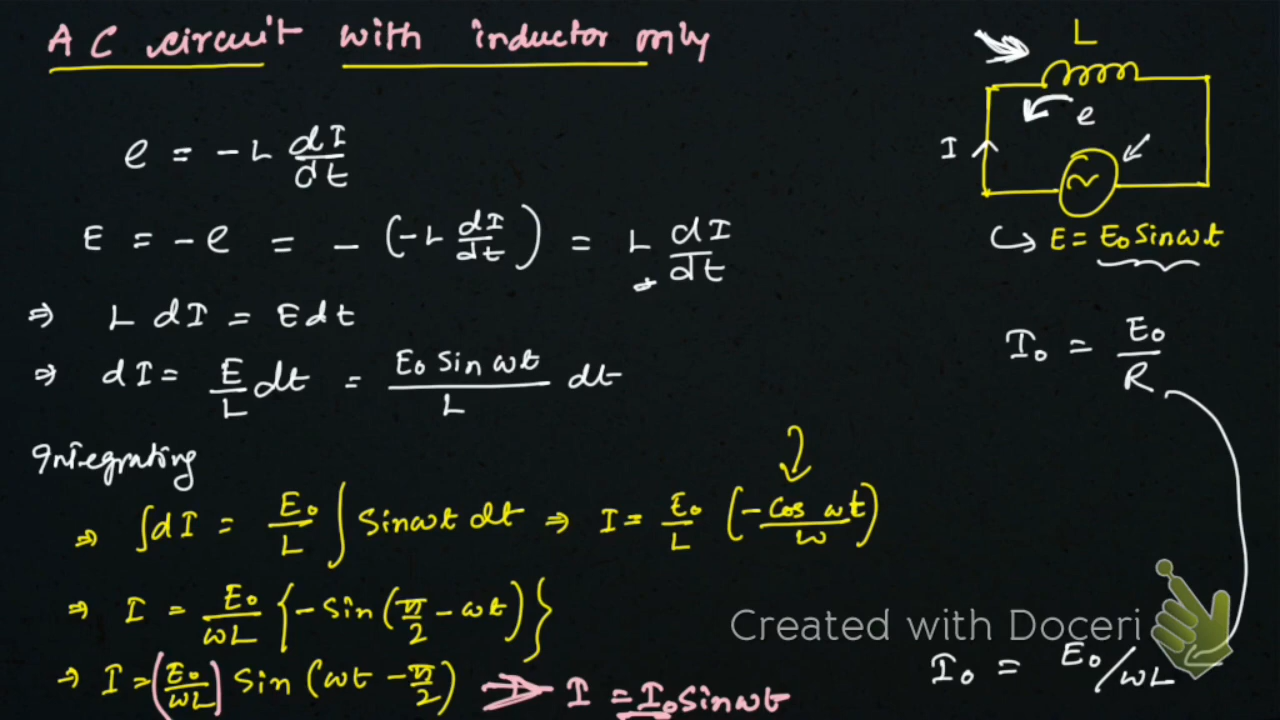 AC circuit with inductor only
L
e
I
E = E₀ Sin ωt
e = - L dI/dt
E = - e = - (-L dI/dt) = L dI/dt
⇒ L dI = E dt
⇒ dI = E/L dt = E₀ Sin ωt / L dt
I₀ = E₀/R
Integrating
⇒ ∫dI = E₀/L ∫ Sin ωt dt ⇒ I = E₀/L (-Cos ωt/ω)
⇒ I = E₀/ωL {-Sin (π/2 - ωt)}
⇒ I = (E₀/ωL) Sin (ωt - π/2) ⇒ I = I₀ Sin ωt
Created with Doceri
I₀ = E₀/ωL